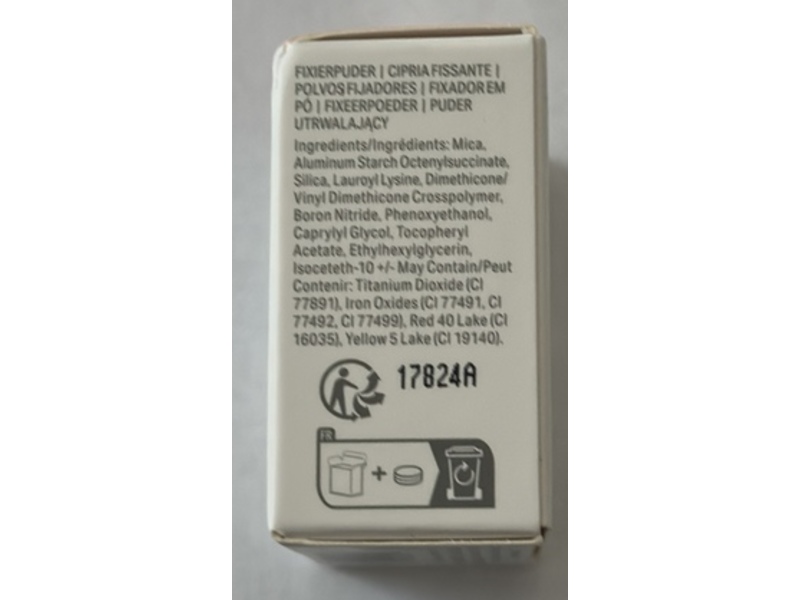 FIXIERPUDER | CIPRIA FISSANTE |
POLVOS FIJADORES | FIXADOR EM
PÓ | FIXEERPOEDER | PUDER
UTRWALAJĄCY
Ingredients/Ingrédients: Mica,
Aluminum Starch Octenylsuccinate,
Silica, Lauroyl Lysine, Dimethicone/
Vinyl Dimethicone Crosspolymer,
Boron Nitride, Phenoxyethanol,
Caprylyl Glycol, Tocopheryl
Acetate, Ethylhexylglycerin,
Isoceteth-10 +/- May Contain/Peut
Contenir: Titanium Dioxide (CI
77891), Iron Oxides (CI 77491, CI
77492, CI 77499), Red 40 Lake (CI
16035), Yellow 5 Lake (CI 19140).
17824A
FR
+